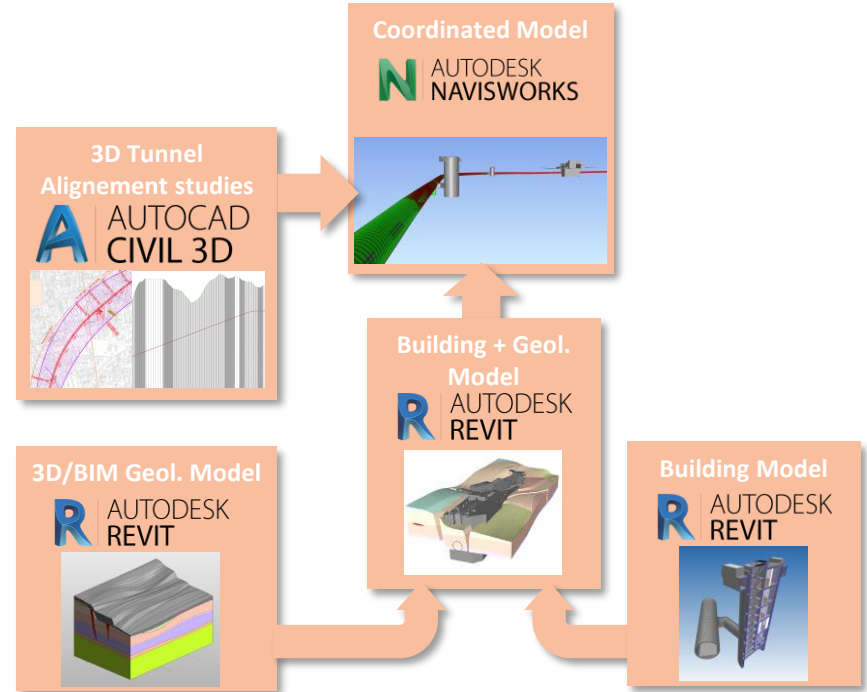 Coordinated Model
AUTODESK
NAVISWORKS
3D Tunnel
Alignement studies
AUTOCAD
CIVIL 3D
Building + Geol.
Model
AUTODESK
REVIT
3D/BIM Geol. Model
AUTODESK
REVIT
Building Model
AUTODESK
REVIT